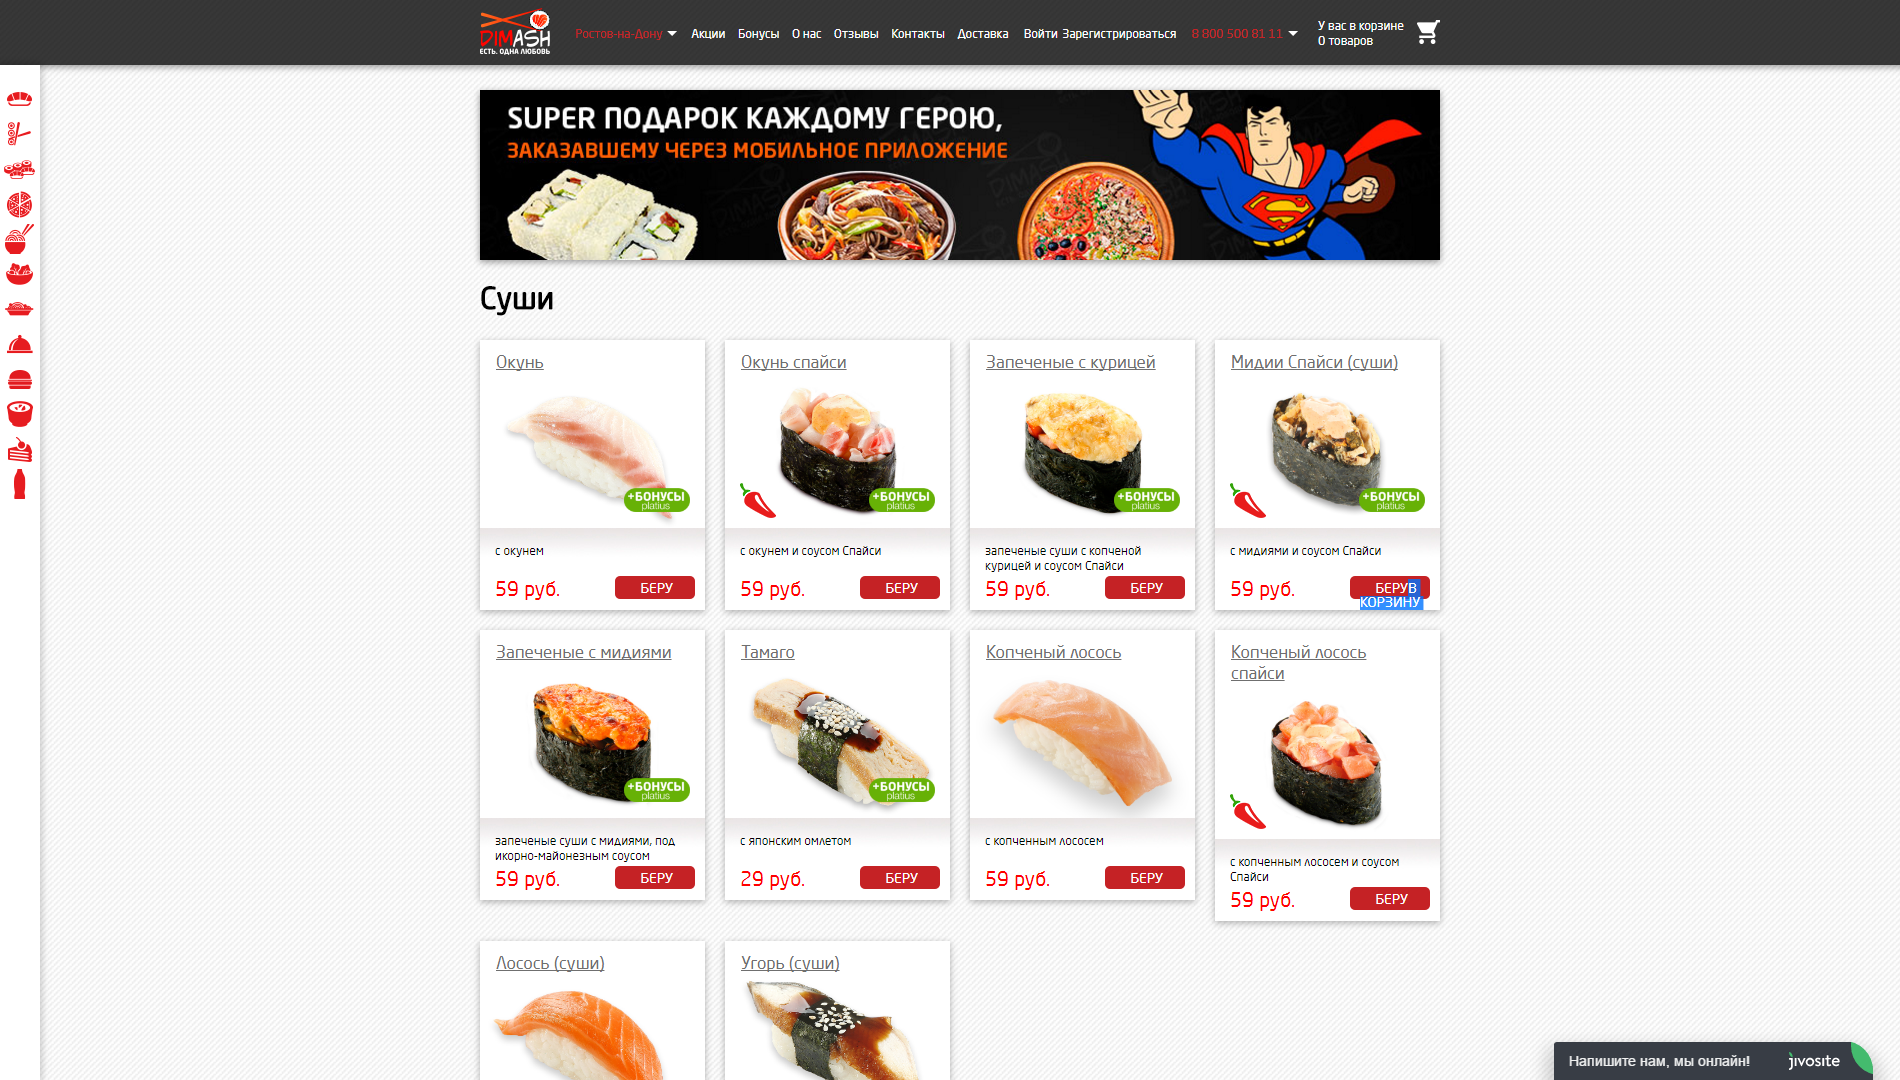 DIMASH
ЕСТЬ. ОДНА ЛЮБОВЬ
Ростов-на-Дону
Акции
Бонусы
О нас
Отзывы
Контакты
Доставка
Войти
Зарегистрироваться
8 800 500 81 11
У вас в корзине
0 товаров
SUPER ПОДАРОК КАЖДОМУ ГЕРОЮ,
ЗАКАЗАВШЕМУ ЧЕРЕЗ МОБИЛЬНОЕ ПРИЛОЖЕНИЕ
Суши
Окунь
+БОНУСЫ
platius
с окунем
59 руб.
БЕРУ
Окунь спайси
+БОНУСЫ
platius
с окунем и соусом Спайси
59 руб.
БЕРУ
Запеченые с курицей
+БОНУСЫ
platius
запеченые суши с копченой
курицей и соусом Спайси
59 руб.
БЕРУ
Мидии Спайси (суши)
+БОНУСЫ
platius
с мидиями и соусом Спайси
59 руб.
БЕРУВ
КОРЗИНУ
Запеченые с мидиями
+БОНУСЫ
platius
запеченые суши с мидиями, под
икорно-майонезным соусом
59 руб.
БЕРУ
Тамаго
+БОНУСЫ
platius
с японским омлетом
29 руб.
БЕРУ
Копченый лосось
с копченным лососем
59 руб.
БЕРУ
Копченый лосось
спайси
с копченным лососем и соусом
Спайси
59 руб.
БЕРУ
Лосось (суши)
Угорь (суши)
Напишите нам, мы онлайн!
jivosite